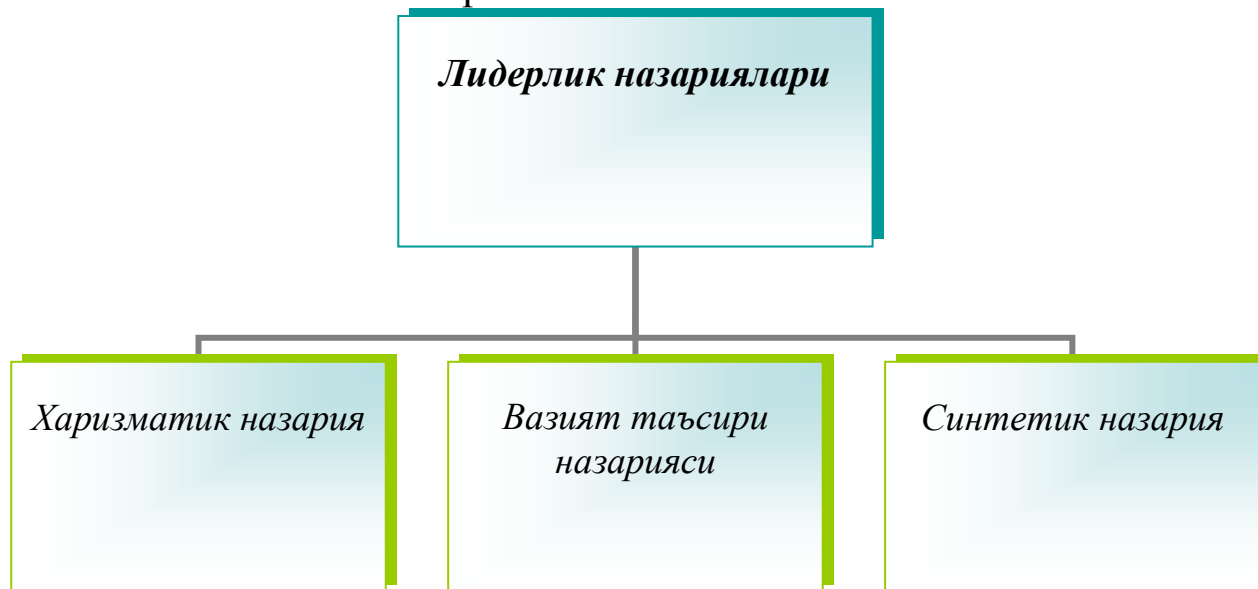 Лидерлик назариялари
Харизматик назария
Вазият таъсири
назарияси
Синтетик назария